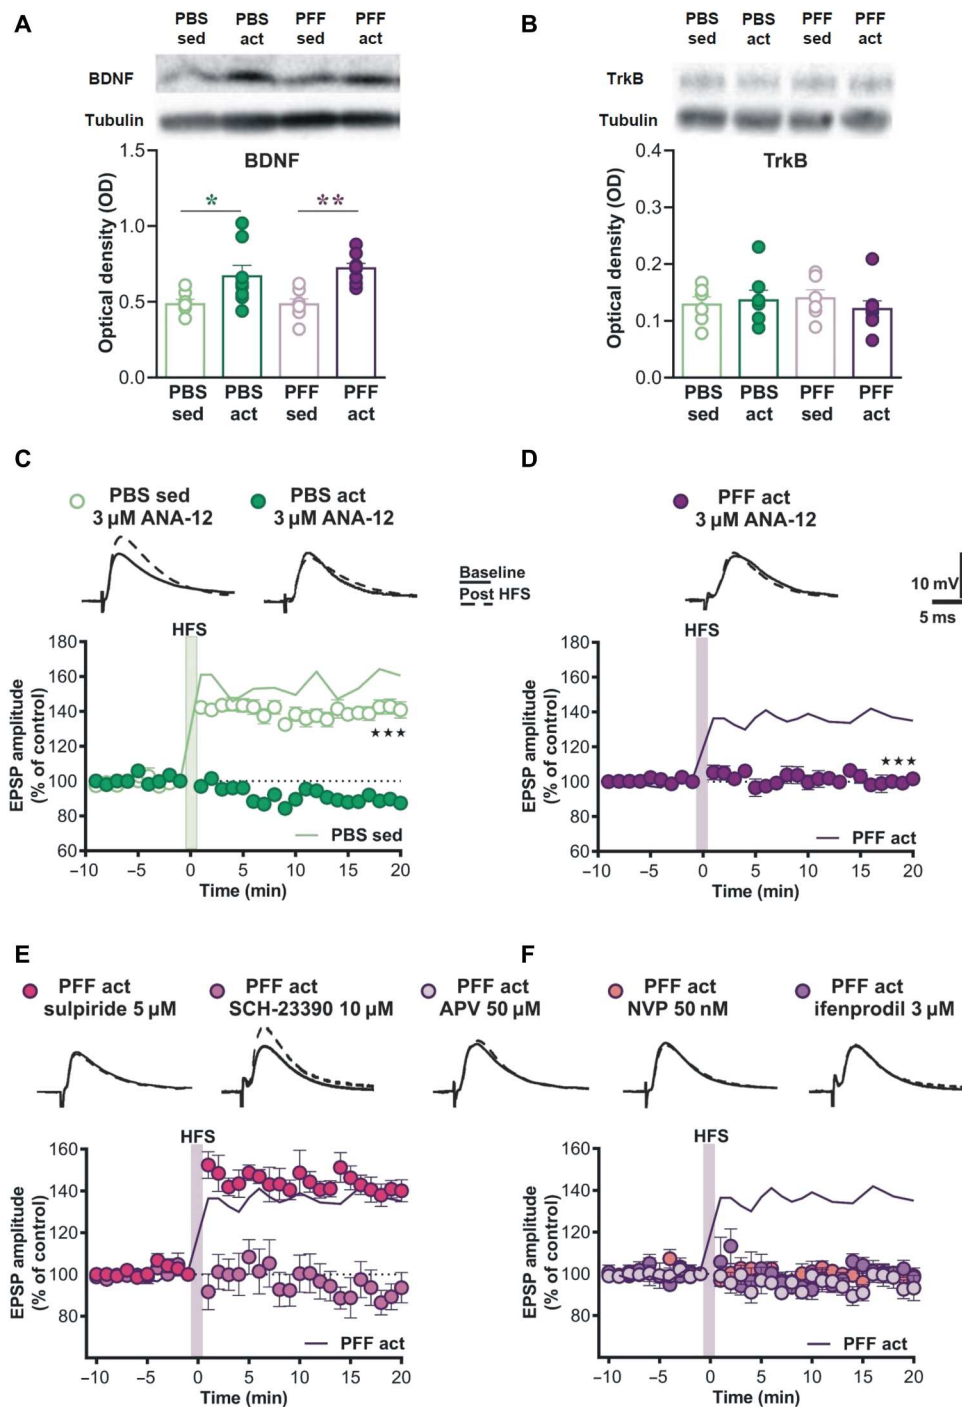 A
PBS PBS PFF PFF
sed act sed act
BDNF
Tubulin
BDNF
Optical density (OD)
1.5
1.0
0.5
0.0
*
**
PBS PBS PFF PFF
sed act sed act
B
PBS PBS PFF PFF
sed act sed act
TrkB
Tubulin
TrkB
Optical density (OD)
0.4
0.3
0.2
0.1
0.0
PBS PBS PFF PFF
sed act sed act
C
PBS sed
3 µM ANA-12
PBS act
3 µM ANA-12
Baseline
Post HFS
HFS
EPSP amplitude
(% of control)
180
160
140
120
100
80
60
★★★
PBS sed
−10 −5 0 5 10 15 20
Time (min)
D
PFF act
3 µM ANA-12
10 mV
5 ms
HFS
EPSP amplitude
(% of control)
180
160
140
120
100
80
60
★★★
PFF act
−10 −5 0 5 10 15 20
Time (min)
E
PFF act
sulpiride 5 µM
PFF act
SCH-23390 10 µM
HFS
EPSP amplitude
(% of control)
160
140
120
100
80
PFF act
−10 −5 0 5 10 15 20
Time (min)
F
PFF act
APV 50 µM
PFF act
NVP 50 nM
PFF act
ifenprodil 3 µM
HFS
EPSP amplitude
(% of control)
160
140
120
100
80
PFF act
−10 −5 0 5 10 15 20
Time (min)